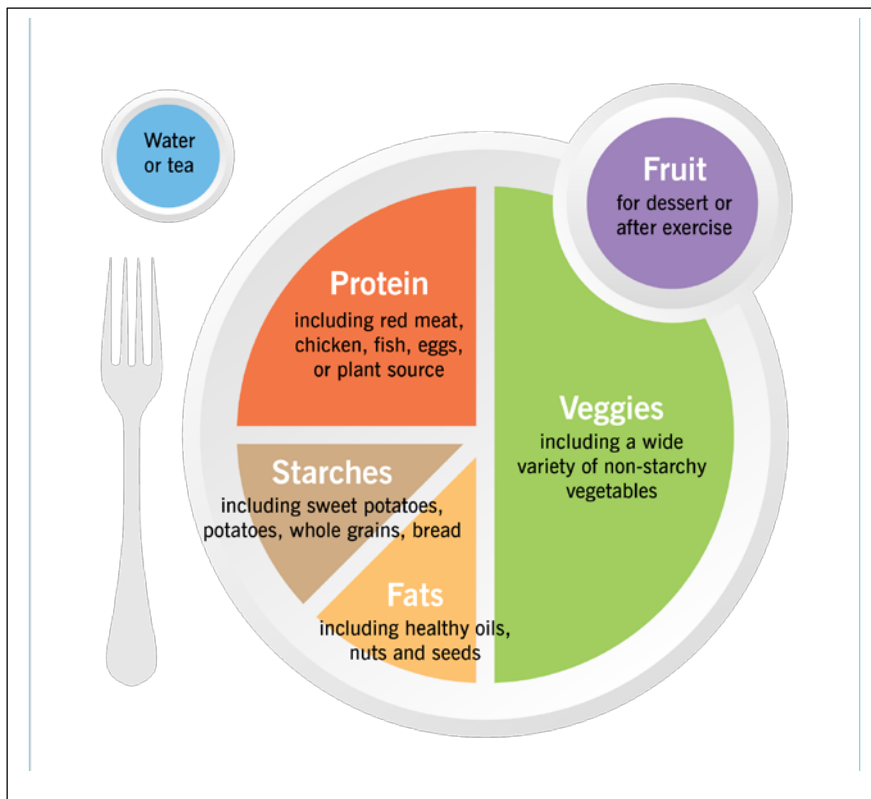 Water
or tea
Fruit
for dessert or
after exercise
Protein
including red meat,
chicken, fish, eggs,
or plant source
Veggies
including a wide
variety of non-starchy
vegetables
Starches
including sweet potatoes,
potatoes, whole grains, bread
Fats
including healthy oils,
nuts and seeds